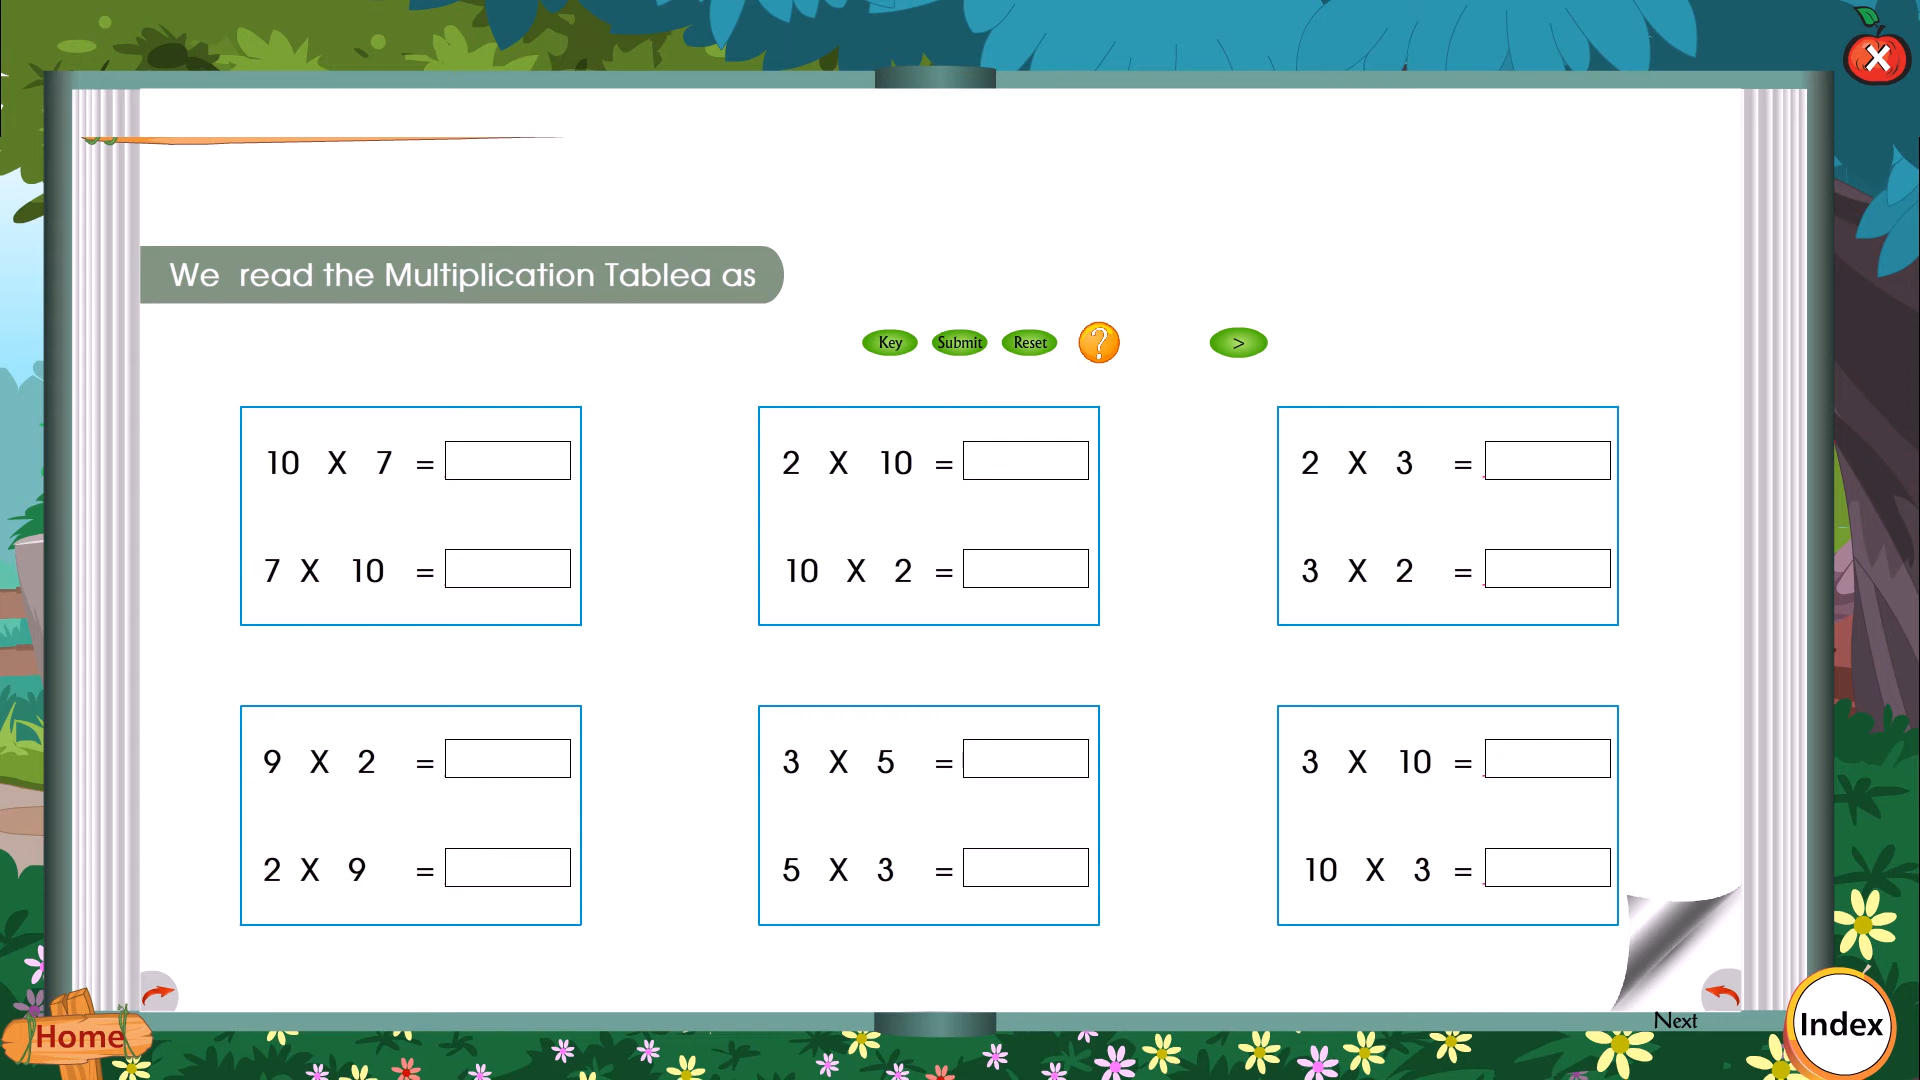 We read the Multiplication Tablea as
Key Submit Reset ? >
10 X 7 =
7 X 10 =
2 X 10 =
10 X 2 =
2 X 3 =
3 X 2 =
9 X 2 =
2 X 9 =
3 X 5 =
5 X 3 =
3 X 10 =
10 X 3 =
Home
Next
Index